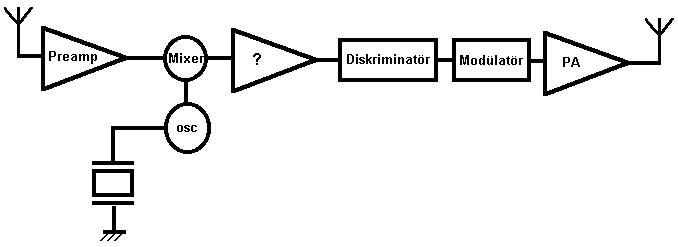 Preamp
Mixer
?
Diskriminatör
Modülatör
PA
osc